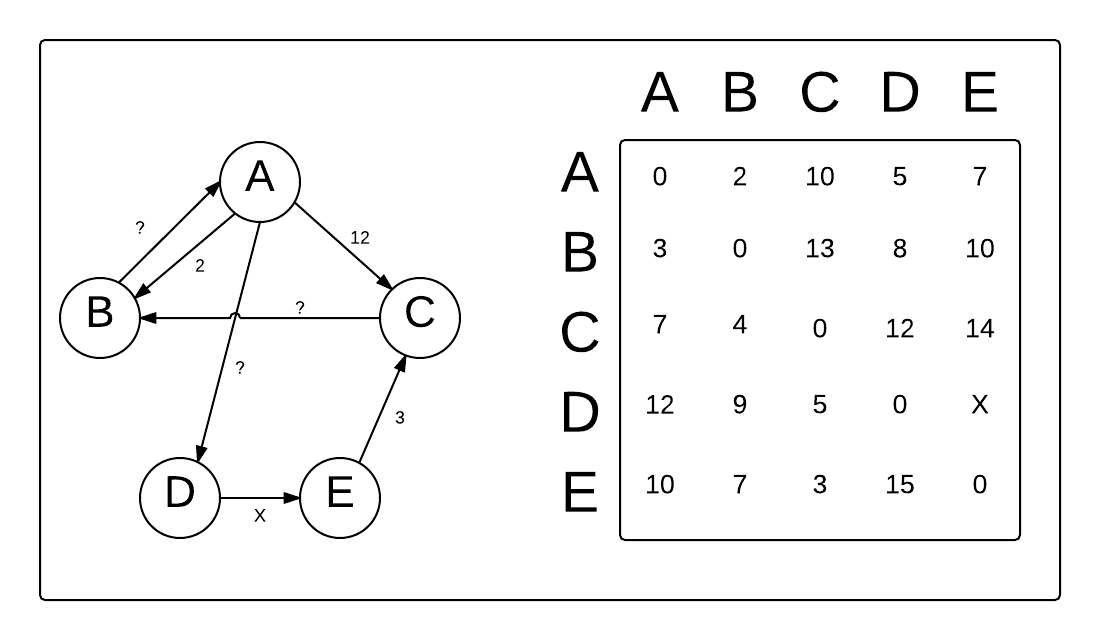 A B C D E
A 0 2 10 5 7
B 3 0 13 8 10
C 7 4 0 12 14
D 12 9 5 0 X
E 10 7 3 15 0
A
? 12
2
B ? C
?
3
D X E